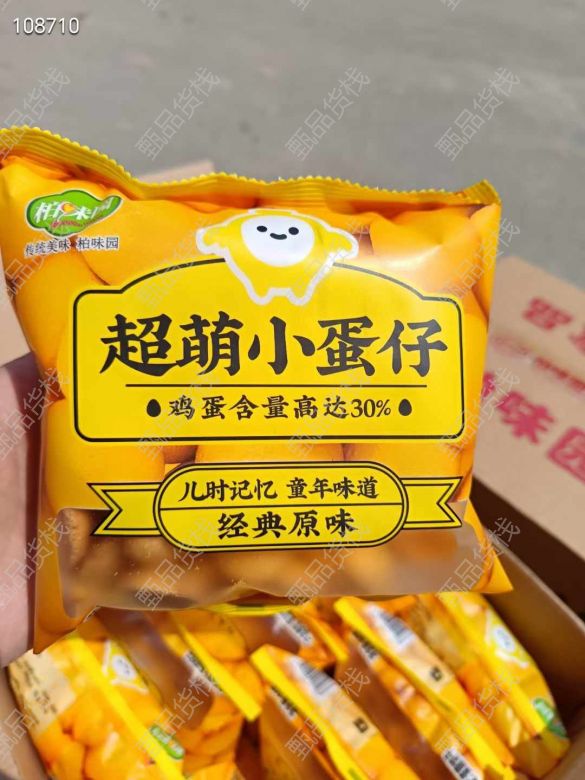 108710
柏味园
传统美味 柏味园
超萌小蛋仔
鸡蛋含量高达30%
儿时记忆 童年味道
经典原味
味园
甄品货栈